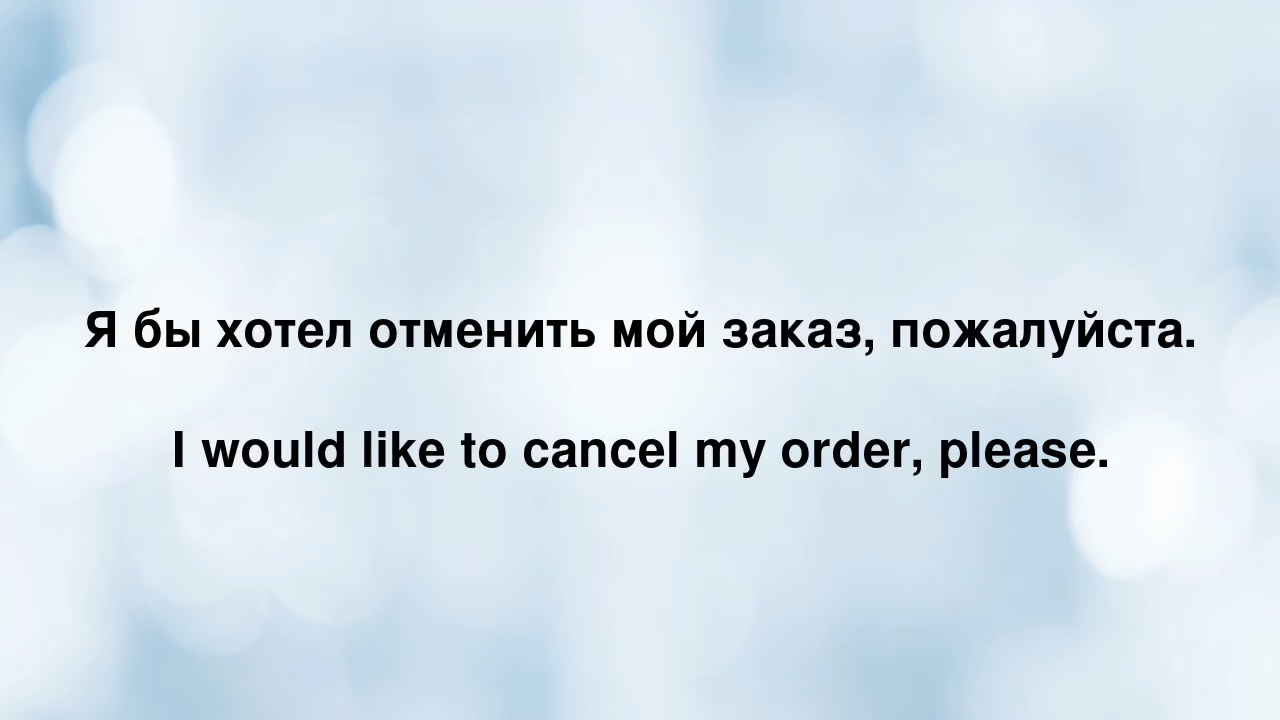 Я бы хотел отменить мой заказ, пожалуйста.
I would like to cancel my order, please.